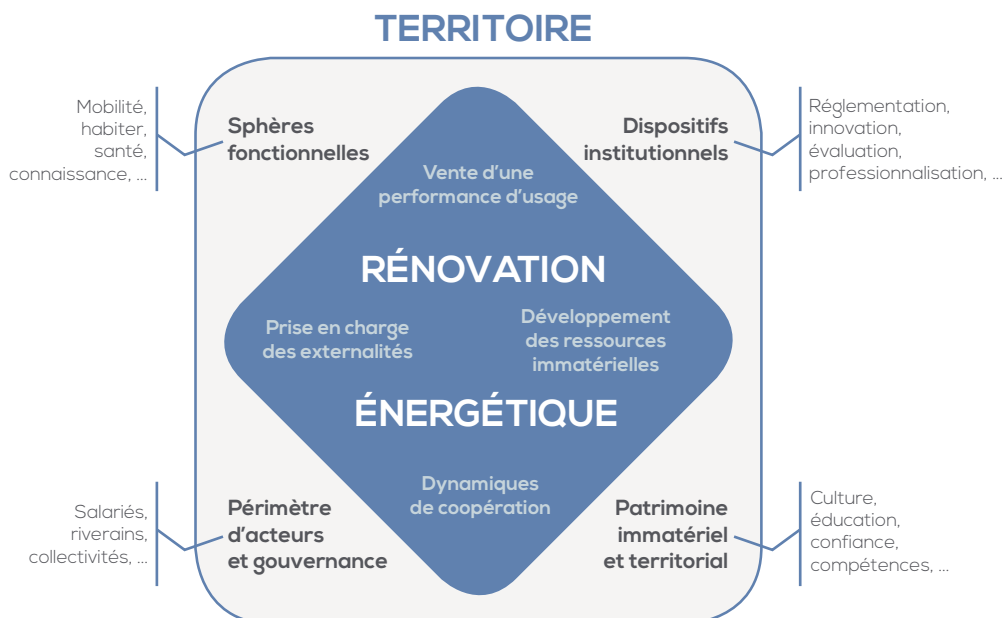 TERRITOIRE
Mobilité,
habiter,
santé,
connaissance, ...
Sphères
fonctionnelles
Dispositifs
institutionnels
Réglementation,
innovation,
évaluation,
professionnalisation, ...
Vente d'une
performance d'usage
RÉNOVATION
Prise en charge
des externalités
Développement
des ressources
immatérielles
ÉNERGÉTIQUE
Dynamiques
de coopération
Salariés,
riverains,
collectivités, ...
Périmètre
d'acteurs
et gouvernance
Patrimoine
immatériel
et territorial
Culture,
éducation,
confiance,
compétences, ...